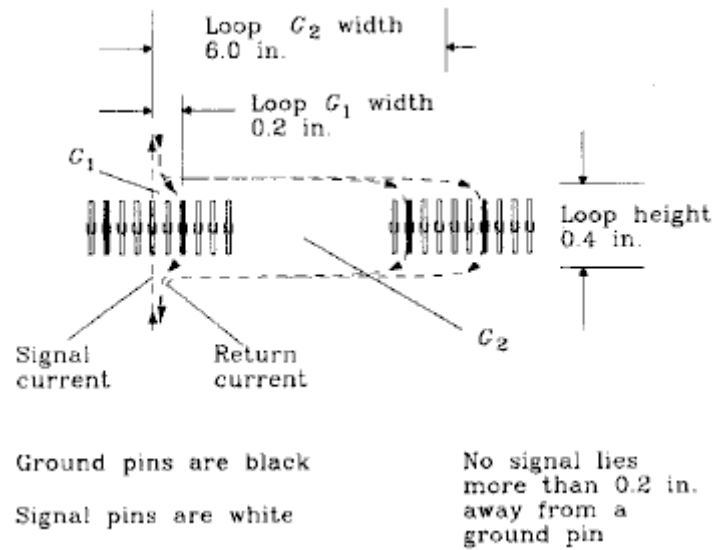 Loop G₂ width
6.0 in.
Loop G₁ width
0.2 in.
G₁
Loop height
0.4 in.
G₂
Signal
current
Return
current
Ground pins are black
Signal pins are white
No signal lies
more than 0.2 in.
away from a
ground pin